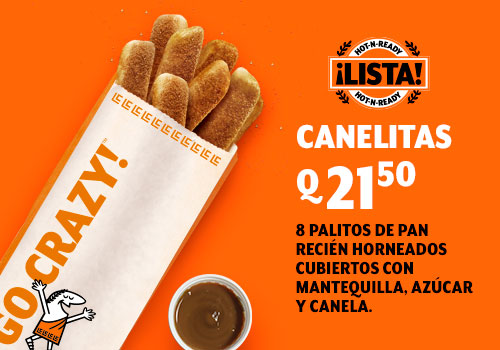 HOT-N-READY
¡LISTA!
HOT-N-READY
CANELITAS
Q21.50
8 PALITOS DE PAN
RECIÉN HORNEADOS
CUBIERTOS CON
MANTEQUILLA, AZÚCAR
Y CANELA.
GO CRAZY!